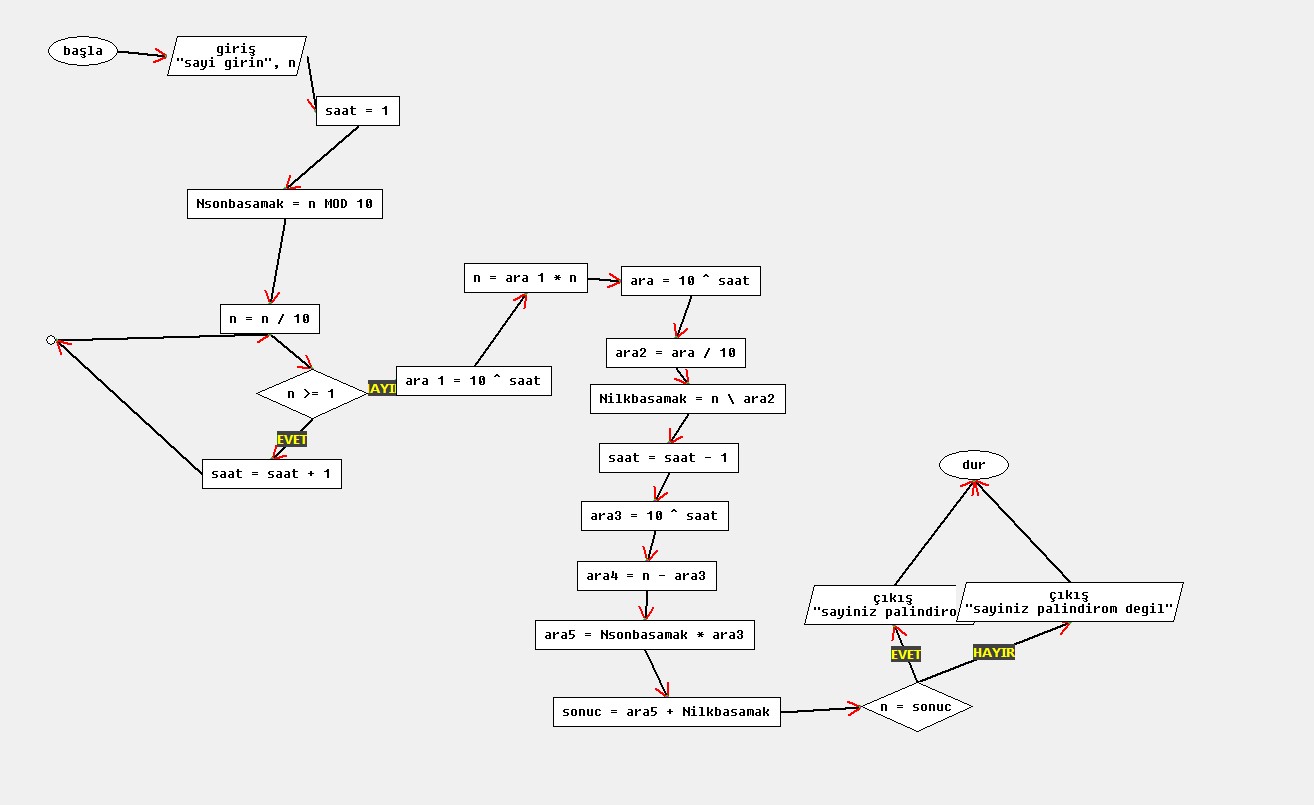 başla
giriş
"sayi girin", n
saat = 1
Nsonbasamak = n MOD 10
n = n / 10
n >= 1
EVET
saat = saat + 1
ara 1 = 10 ^ saat
n = ara 1 * n
ara = 10 ^ saat
ara2 = ara / 10
Nilkbasamak = n \ ara2
saat = saat - 1
ara3 = 10 ^ saat
ara4 = n - ara3
ara5 = Nsonbasamak * ara3
sonuc = ara5 + Nilkbasamak
n = sonuc
EVET
HAYIR
çıkış
"sayiniz
çıkış
"sayiniz palindirom degil"
dur